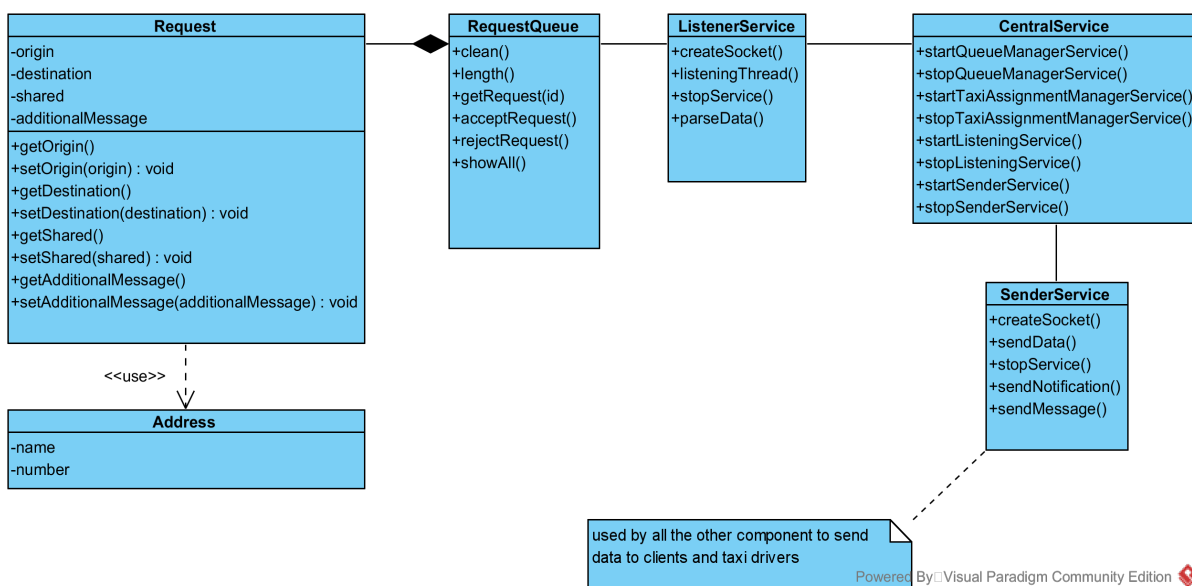 Request
-origin
-destination
-shared
-additionalMessage
+getOrigin()
+setOrigin(origin) : void
+getDestination()
+setDestination(destination) : void
+getShared()
+setShared(shared) : void
+getAdditionalMessage()
+setAdditionalMessage(additionalMessage) : void
<<use>>
Address
-name
-number
RequestQueue
+clean()
+length()
+getRequest(id)
+acceptRequest()
+rejectRequest()
+showAll()
ListenerService
+createSocket()
+listeningThread()
+stopService()
+parseData()
CentralService
+startQueueManagerService()
+stopQueueManagerService()
+startTaxiAssignmentManagerService()
+stopTaxiAssignmentManagerService()
+startListeningService()
+stopListeningService()
+startSenderService()
+stopSenderService()
SenderService
+createSocket()
+sendData()
+stopService()
+sendNotification()
+sendMessage()
used by all the other component to send
data to clients and taxi drivers
Powered By Visual Paradigm Community Edition